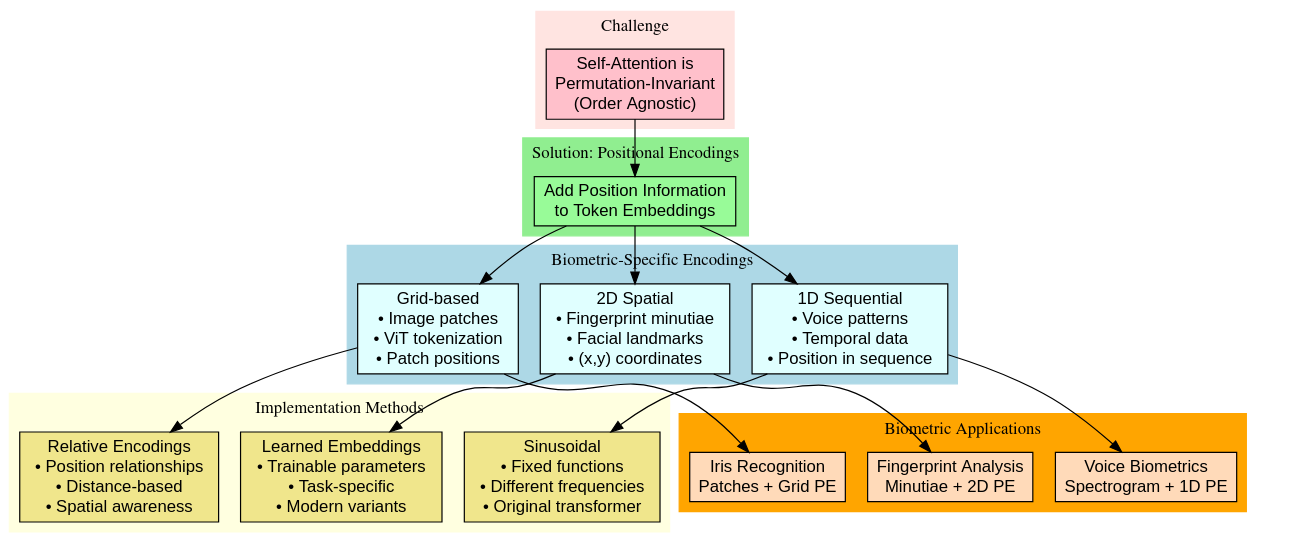 Challenge
Self-Attention is
Permutation-Invariant
(Order Agnostic)
Solution: Positional Encodings
Add Position Information
to Token Embeddings
Biometric-Specific Encodings
Grid-based
• Image patches
• ViT tokenization
• Patch positions
2D Spatial
• Fingerprint minutiae
• Facial landmarks
• (x,y) coordinates
1D Sequential
• Voice patterns
• Temporal data
• Position in sequence
Implementation Methods
Relative Encodings
• Position relationships
• Distance-based
• Spatial awareness
Learned Embeddings
• Trainable parameters
• Task-specific
• Modern variants
Sinusoidal
• Fixed functions
• Different frequencies
• Original transformer
Biometric Applications
Iris Recognition
Patches + Grid PE
Fingerprint Analysis
Minutiae + 2D PE
Voice Biometrics
Spectrogram + 1D PE